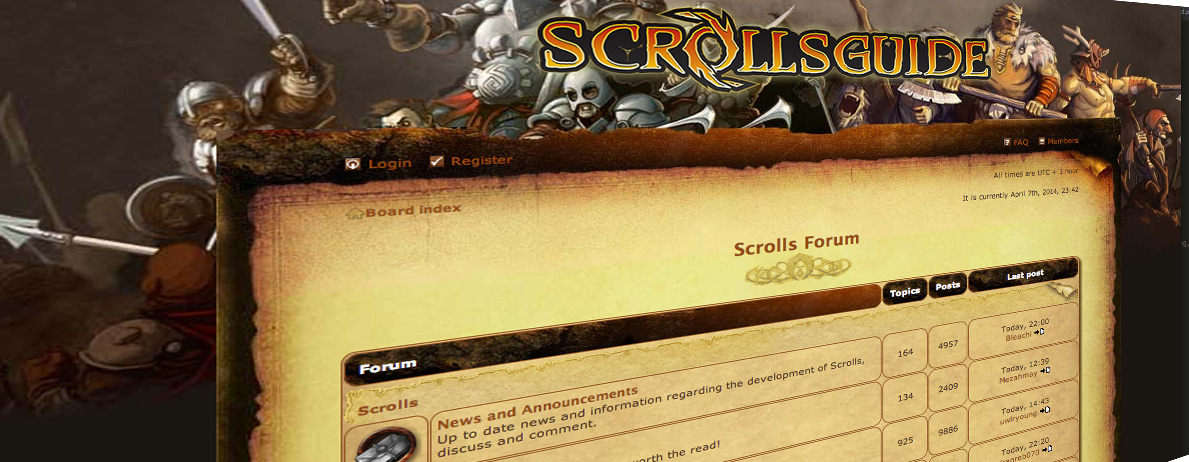 SCROLLSGUIDE
Login Register
FAQ Members
All times are UTC + 1 hour
Board index
It is currently April 7th, 2014, 23:42
Scrolls Forum
Forum Topics Posts Last post
Scrolls
News and Announcements
Up to date news and information regarding the development of Scrolls,
discuss and comment.
164 4957 Today, 22:00
Bleachi
134 2409 Today, 12:39
Mezahmay
worth the read!
925 9886 Today, 14:43
uwiryoung
Today, 22:20